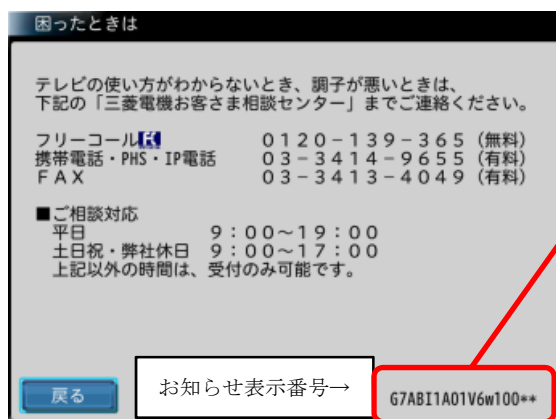 困ったときは
テレビの使い方がわからないとき、調子が悪いときは、
下記の「三菱電機お客さま相談センター」までご連絡ください。
フリーコール 0120-139-365(無料)
携帯電話・PHS・IP電話 03-3414-9655(有料)
FAX 03-3413-4049(有料)
■ご相談対応
平日 9:00~19:00
土日祝・弊社休日 9:00~17:00
上記以外の時間は、受付のみ可能です。
戻る
お知らせ表示番号→
G7ABI1A01V6w100**